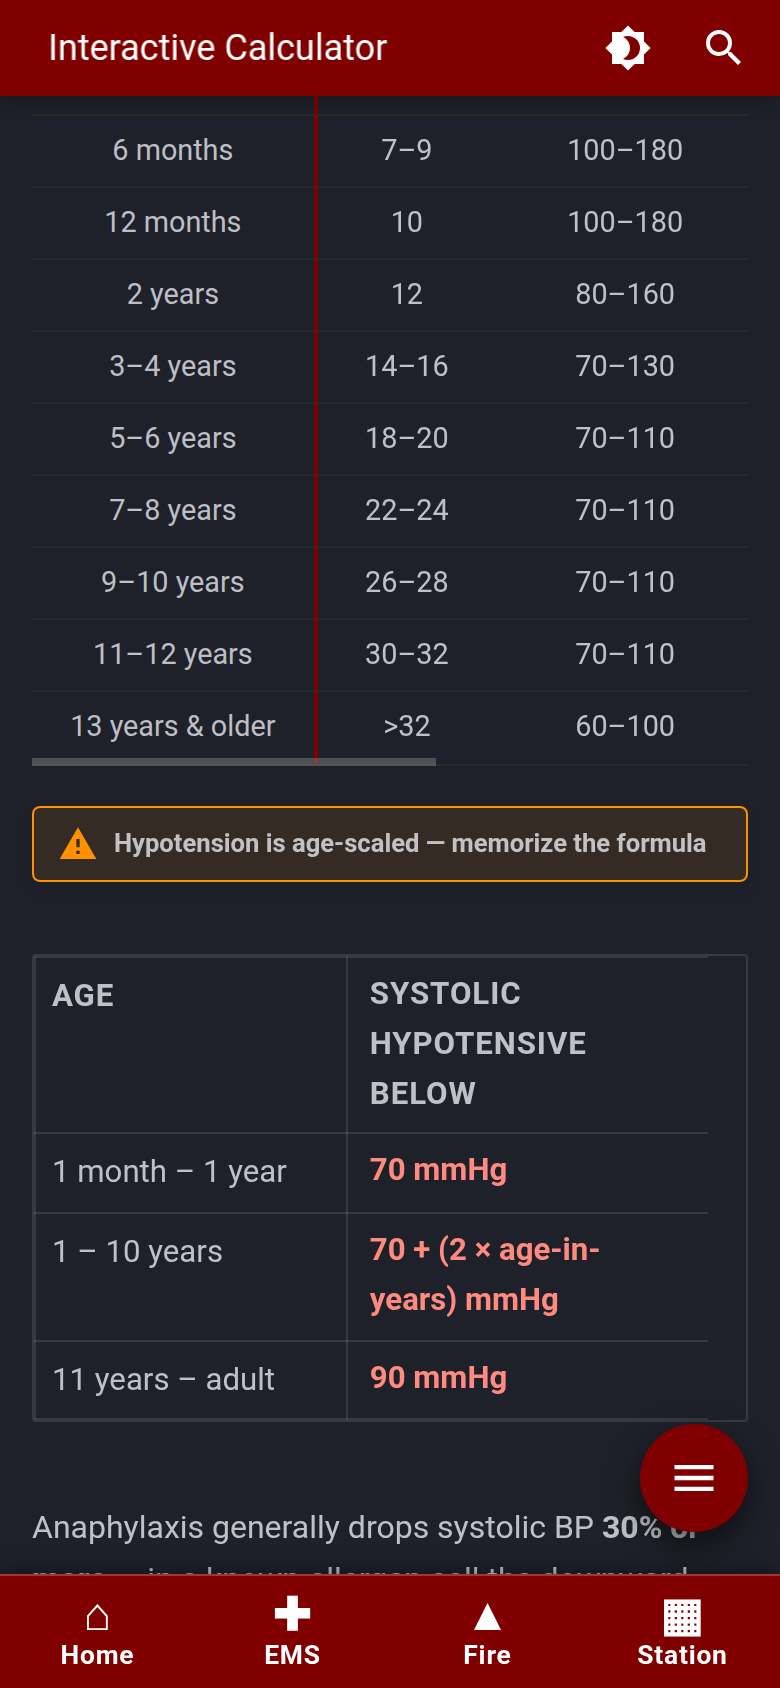 Interactive Calculator
6 months 7–9 100–180
12 months 10 100–180
2 years 12 80–160
3–4 years 14–16 70–130
5–6 years 18–20 70–110
7–8 years 22–24 70–110
9–10 years 26–28 70–110
11–12 years 30–32 70–110
13 years & older >32 60–100
Hypotension is age-scaled — memorize the formula
AGE
SYSTOLIC
HYPOTENSIVE
BELOW
1 month – 1 year 70 mmHg
1 – 10 years
70 + (2 × age-in-
years) mmHg
11 years – adult 90 mmHg
Anaphylaxis generally drops systolic BP 30% or
Home EMS Fire Station